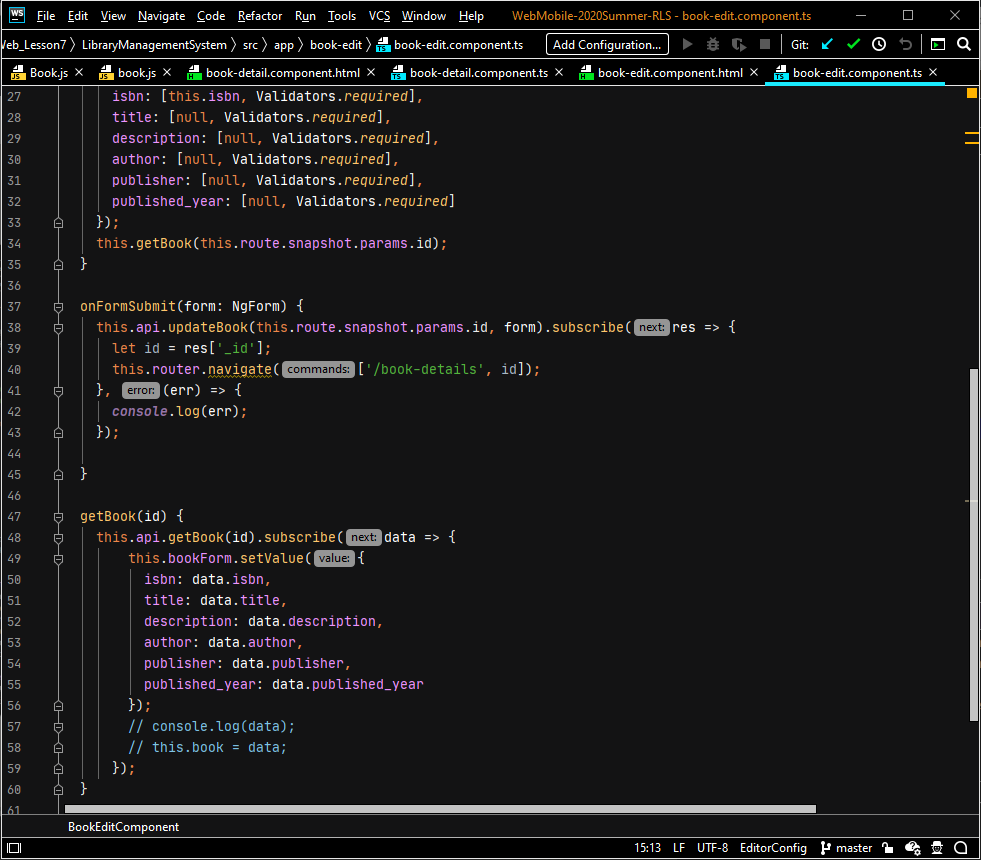 WS File Edit View Navigate Code Refactor Run Tools VCS Window Help WebMobile-2020Summer-RLS - book-edit.component.ts
Web_Lesson7 LibraryManagementSystem src app book-edit book-edit.component.ts Add Configuration... Git:
Book.js book.js book-detail.component.html book-detail.component.ts book-edit.component.html book-edit.component.ts
27 isbn: [this.isbn, Validators.required],
28 title: [null, Validators.required],
29 description: [null, Validators.required],
30 author: [null, Validators.required],
31 publisher: [null, Validators.required],
32 published_year: [null, Validators.required]
33 });
34 this.getBook(this.route.snapshot.params.id);
35 }
36
37 onFormSubmit(form: NgForm) {
38 this.api.updateBook(this.route.snapshot.params.id, form).subscribe( next: res => {
39 let id = res['_id'];
40 this.router.navigate( commands: ['/book-details', id]);
41 }, error: (err) => {
42 console.log(err);
43 });
44
45 }
46
47 getBook(id) {
48 this.api.getBook(id).subscribe( next: data => {
49 this.bookForm.setValue( value: {
50 isbn: data.isbn,
51 title: data.title,
52 description: data.description,
53 author: data.author,
54 publisher: data.publisher,
55 published_year: data.published_year
56 });
57 // console.log(data);
58 // this.book = data;
59 });
60 }
61
BookEditComponent
15:13 LF UTF-8 EditorConfig master